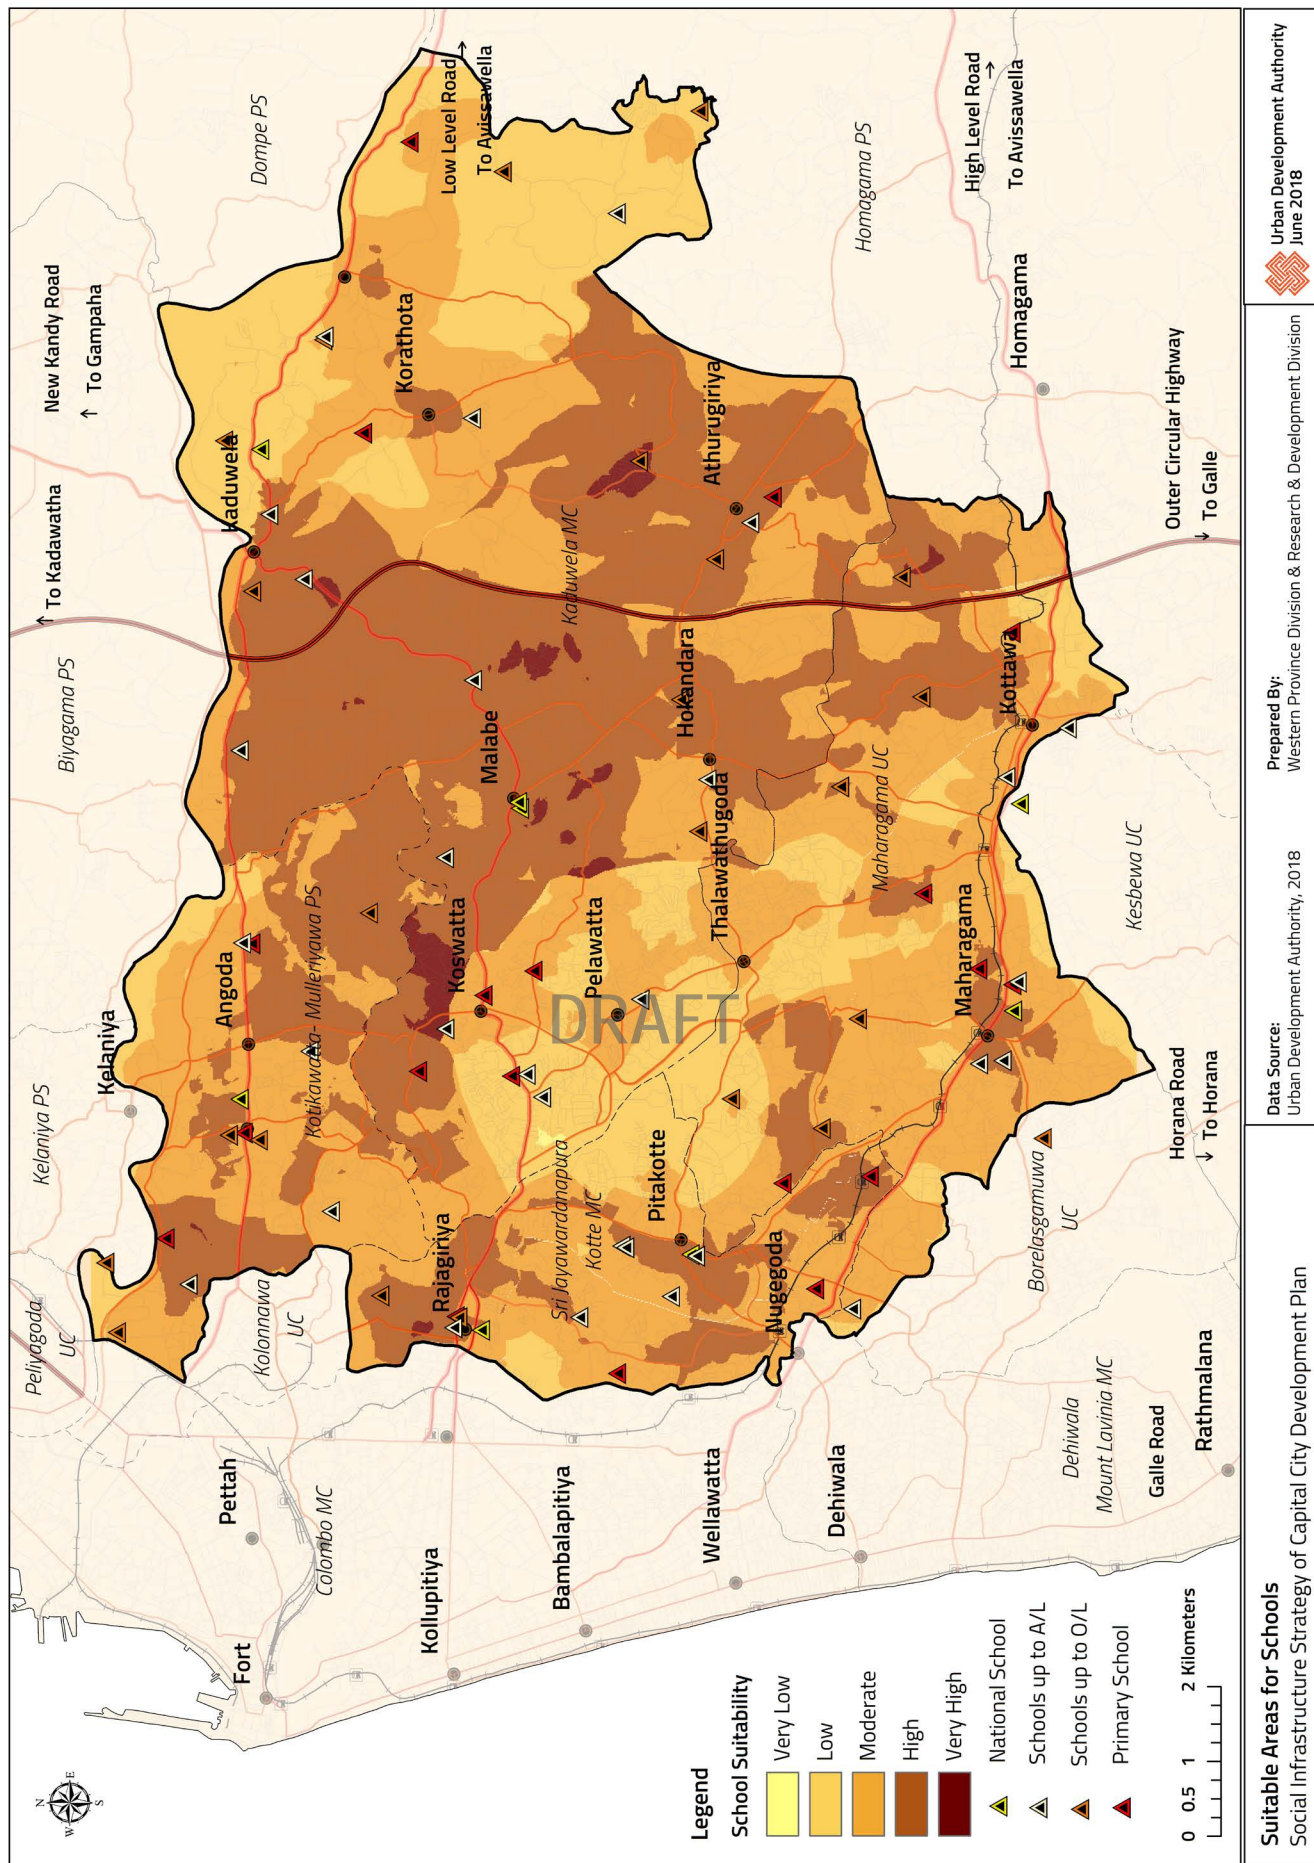 N
W
E
S
Peliyagoda
UC
Kelaniya PS
Biyagama PS
To Kadawatha
New Kandy Road
To Gampaha
Kelaniya
Dompe PS
Fort
Pettah
Angoda
Kaduwela
Colombo MC
Kolonnawa
UC
Kotikawatta- Mulleriyawa PS
Korathota
Low Level Road
To Avissawella
Kollupitiya
Rajagiriya
Koswatta
Malabe
Bambalapitiya
Sri Jayawardanapura
Kotte MC
Pelawatta
Kaduwela MC
DRAFT
Pitakotte
Hokandara
Athurugiriya
Wellawatta
Thalawathugoda
Nugegoda
Dehiwala
Maharagama UC
Homagama PS
Maharagama
Kottawa
Homagama
High Level Road
To Avissawella
Borelasgamuwa
UC
Kesbewa UC
Dehiwala
Mount Lavinia MC
Galle Road
Rathmalana
Horana Road
To Horana
Outer Circular Highway
To Galle
Legend
School Suitability
Very Low
Low
Moderate
High
Very High
National School
Schools up to A/L
Schools up to O/L
Primary School
0 0.5 1 2 Kilometers
Suitable Areas for Schools
Social Infrastructure Strategy of Capital City Development Plan
Data Source:
Urban Development Authority, 2018
Prepared By:
Western Province Division & Research & Development Division
Urban Development Authority
June 2018